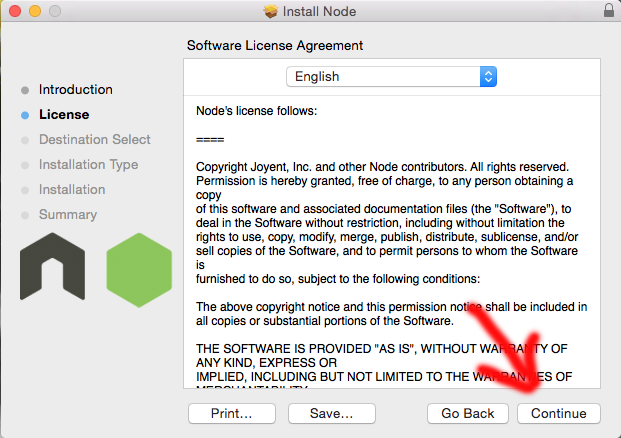 Install Node
Software License Agreement
Introduction
License
Destination Select
Installation Type
Installation
Summary
English
Node's license follows:
====
Copyright Joyent, Inc. and other Node contributors. All rights reserved.
Permission is hereby granted, free of charge, to any person obtaining a
copy
of this software and associated documentation files (the "Software"), to
deal in the Software without restriction, including without limitation the
rights to use, copy, modify, merge, publish, distribute, sublicense, and/or
sell copies of the Software, and to permit persons to whom the Software
is
furnished to do so, subject to the following conditions:
The above copyright notice and this permission notice shall be included in
all copies or substantial portions of the Software.
THE SOFTWARE IS PROVIDED "AS IS", WITHOUT WARRANTY OF
ANY KIND, EXPRESS OR
IMPLIED, INCLUDING BUT NOT LIMITED TO THE WARRANTIES OF
MERCHANTABILITY
Print...
Save...
Go Back
Continue